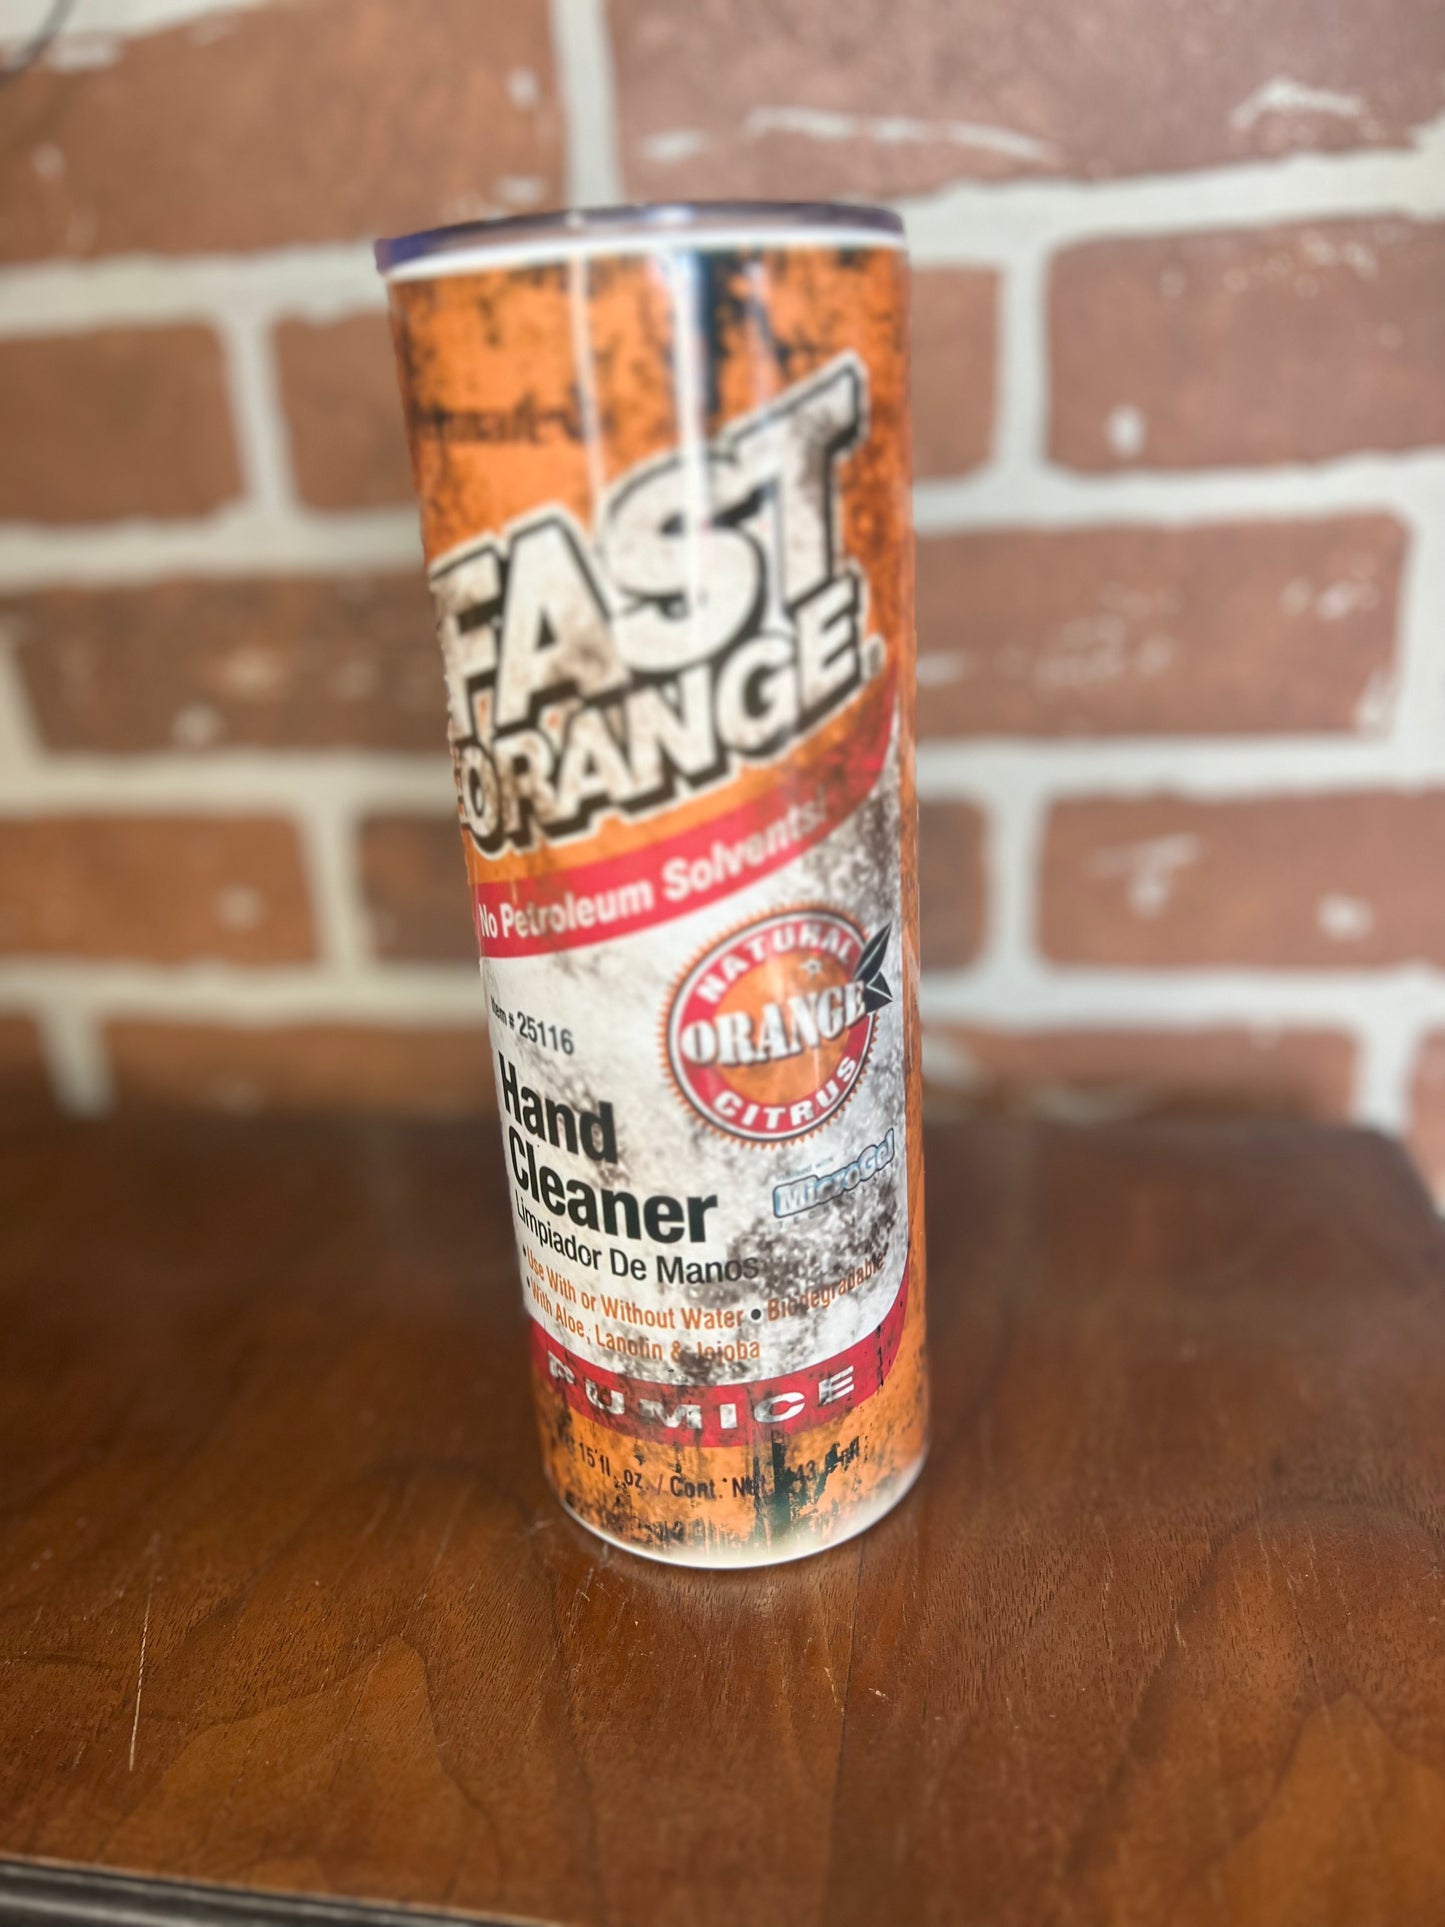 FAST
ORANGE®
No Petroleum Solvents!
NATURAL
ORANGE
CITRUS
Item # 25116
Hand
Cleaner
MicroGel
Limpiador De Manos
• Use With or Without Water • Biodegradable
• With Aloe, Lanolin & Jojoba
PUMICE
15 fl. oz. / Cont. Net.